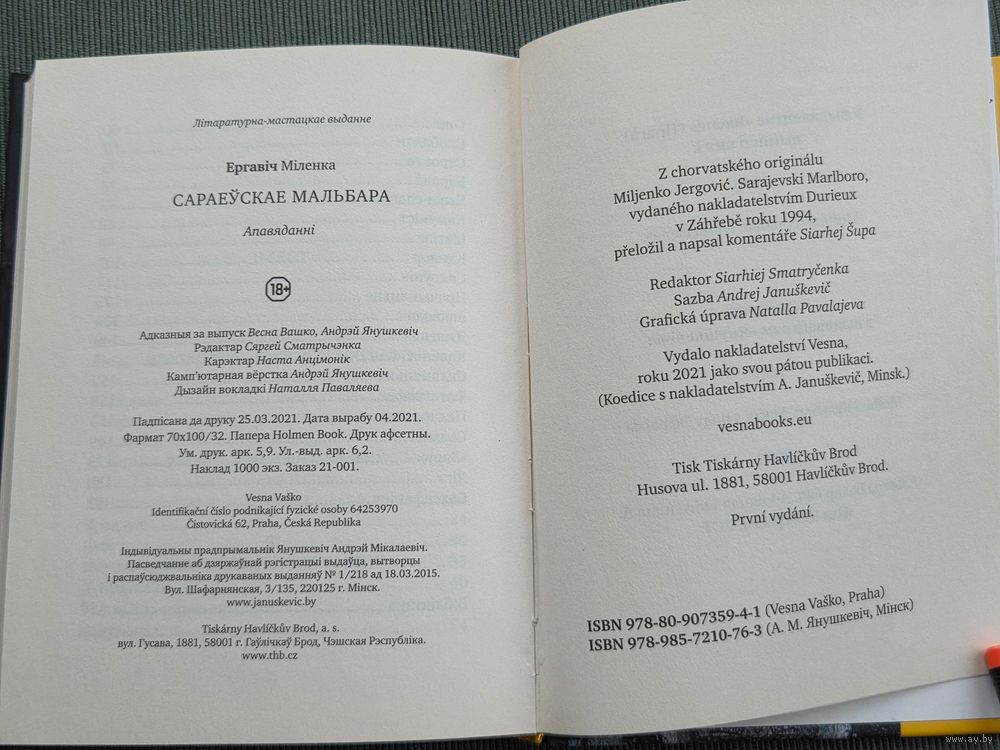 Літаратурна-мастацкае выданне
Ергавіч Міленка
САРАЕЎСКАЕ МАЛЬБАРА
Апавяданні
18+
Адказныя за выпуск Весна Вашко, Андрэй Янушкевіч
Рэдактар Сяргей Сматрычэнка
Карэктар Наста Анцімонік
Камп'ютарная вёрстка Андрэй Янушкевіч
Дызайн вокладкі Наталля Паваляева
Падпісана да друку 25.03.2021. Дата вырабу 04.2021.
Фармат 70х100/32. Папера Holmen Book. Друк афсетны.
Ум. друк. арк. 5,9. Ул.-выд. арк. 6,2.
Наклад 1000 экз. Заказ 21-001.
Vesna Vaško
Identifikační číslo podnikající fyzické osoby 64253970
Čistovická 62, Praha, Česká Republika
Індывідуальны прадпрымальнік Янушкевіч Андрэй Мікалаевіч.
Пасведчанне аб дзяржаўнай рэгістрацыі выдаўца, вытворцы
і распаўсюджвальніка друкаваных выданняў № 1/218 ад 18.03.2015.
Вул. Шафарнянская, 3/135, 220125 г. Мінск.
www.januskevic.by
Tiskárny Havlíčkův Brod, a. s.
вул. Гусава, 1881, 58001 г. Гаўлічкаў Брод, Чэшская Рэспубліка.
www.thb.cz
Z chorvatského originálu
Miljenko Jergović. Sarajevski Marlboro,
vydaného nakladatelstvím Durieux
v Záhřebě roku 1994,
přeložil a napsal komentáře Siarhej Šupa
Redaktor Siarhiej Smatryčenka
Sazba Andrej Januškevič
Grafická úprava Natalla Pavalajeva
Vydalo nakladatelství Vesna,
roku 2021 jako svou pátou publikaci.
(Koedice s nakladatelstvím A. Januškevič, Minsk.)
vesnabooks.eu
Tisk Tiskárny Havlíčkův Brod
Husova ul. 1881, 58001 Havlíčkův Brod.
První vydání.
ISBN 978-80-907359-4-1 (Vesna Vaško, Praha)
ISBN 978-985-7210-76-3 (А. М. Янушкевіч, Мінск)
www.ay.by